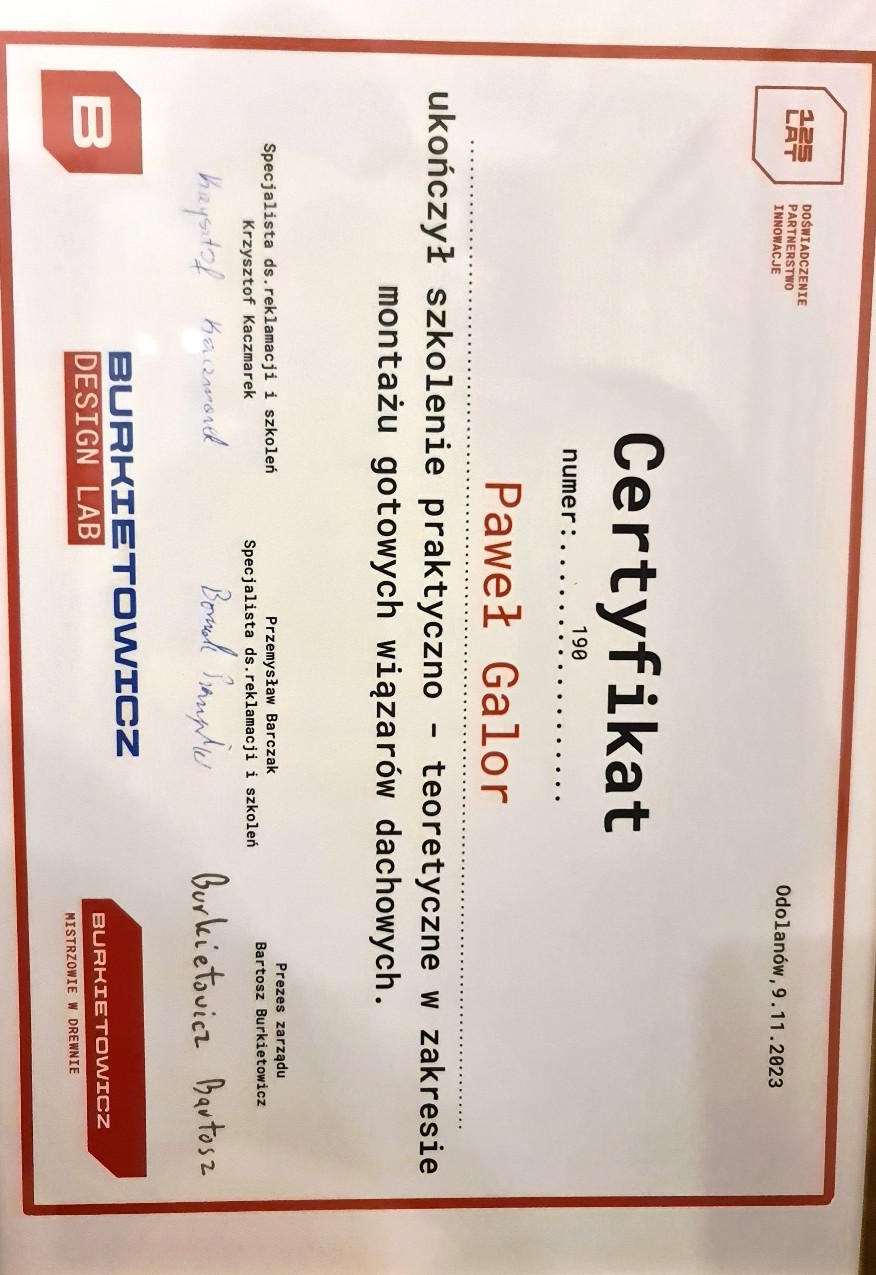 125
LAT
DOŚWIADCZENIE
PARTNERSTWO
INNOWACJE
Odolanów,9.11.2023
Certyfikat
numer:......190..............
Paweł Galor
ukończył szkolenie praktyczno - teoretyczne w zakresie
montażu gotowych wiązarów dachowych.
Specjalista ds.reklamacji i szkoleń
Krzysztof Kaczmarek
Krzysztof Kaczmarek
Przemysław Barczak
Specjalista ds.reklamacji i szkoleń
Prezes zarządu
Bartosz Burkietowicz
Burkietowicz Bartosz
B
BURKIETOWICZ
DESIGN LAB
BURKIETOWICZ
MISTRZOWIE W DREWNIE